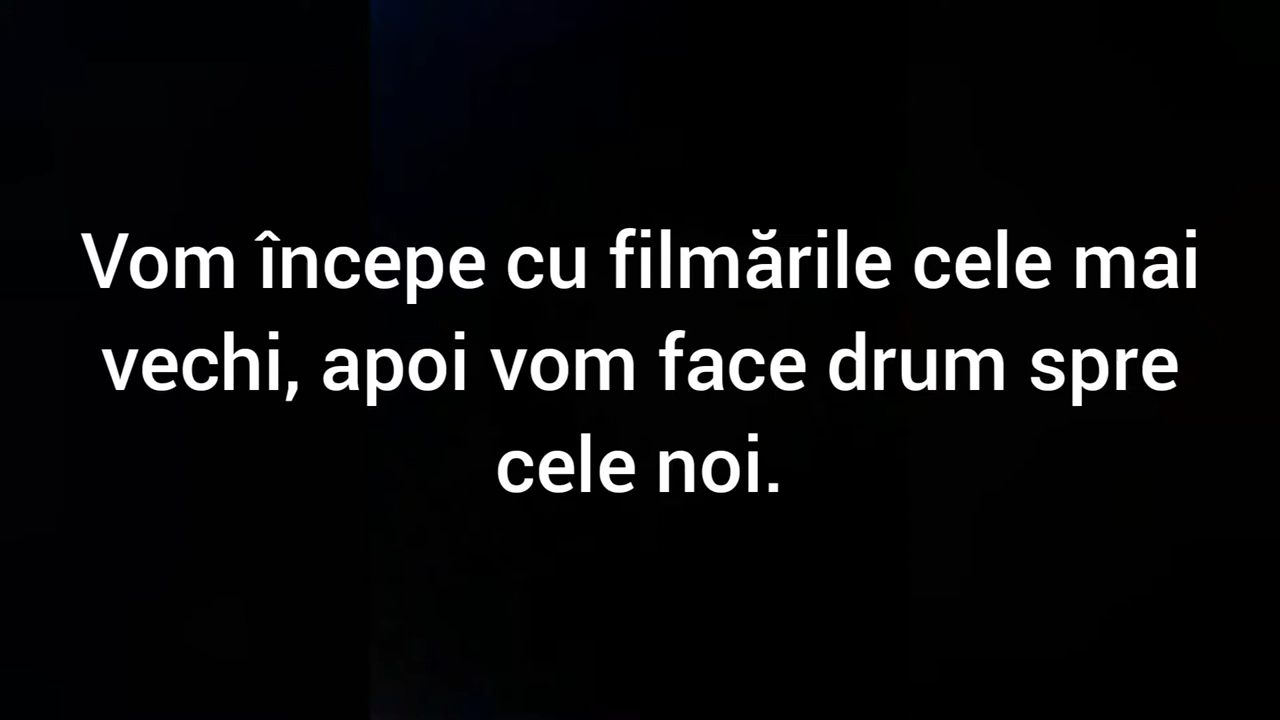 Vom începe cu filmările cele mai
vechi, apoi vom face drum spre
cele noi.